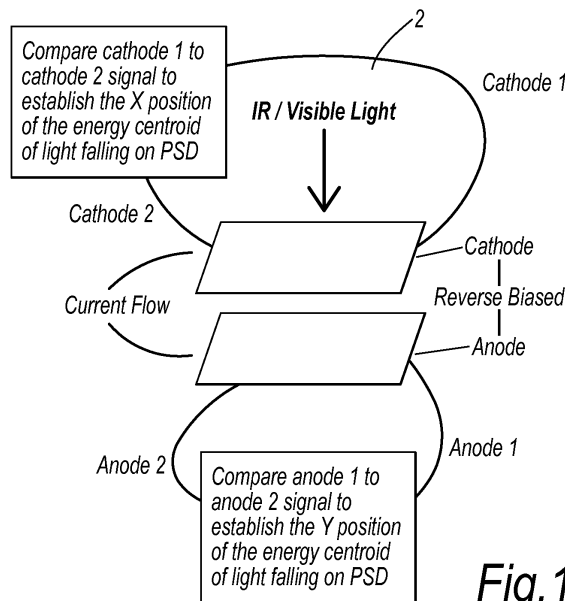 2
Compare cathode 1 to
cathode 2 signal to
establish the X position
of the energy centroid
of light falling on PSD
Cathode 1
IR / Visible Light
Cathode 2
Cathode
Current Flow
Reverse Biased
Anode
Anode 2
Anode 1
Compare anode 1 to
anode 2 signal to
establish the Y position
of the energy centroid
of light falling on PSD
Fig.1